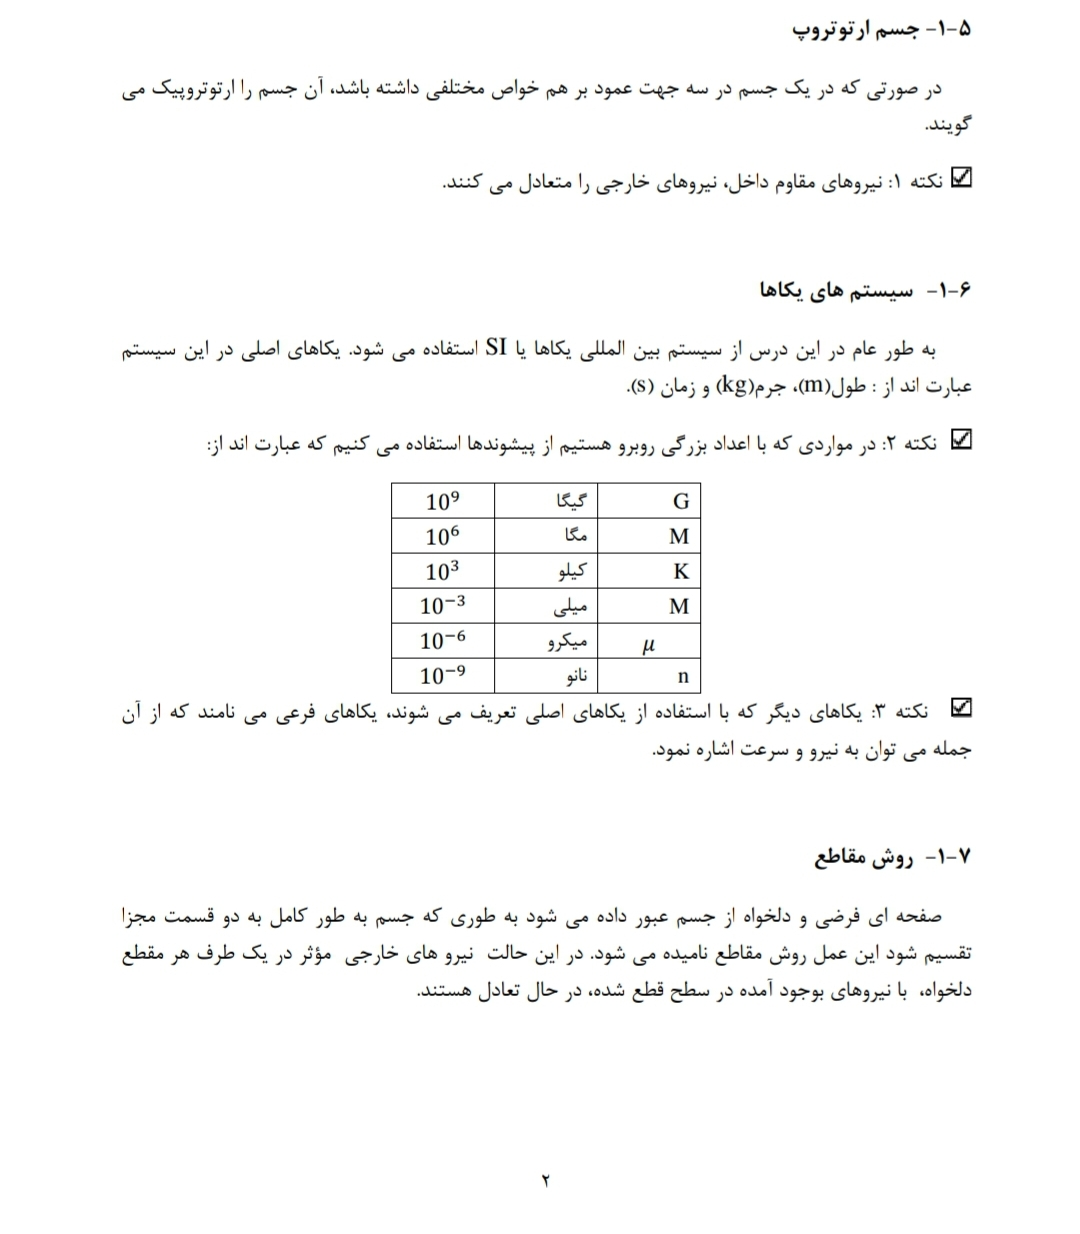 ۱-۵- جسم ارتوتروپ
در صورتی که در یک جسم در سه جهت عمود بر هم خواص مختلفی داشته باشد، آن جسم را ارتوتروپیک می
گویند.
نکته ۱: نیروهای مقاوم داخل، نیروهای خارجی را متعادل می کنند.
۱-۶- سیستم های یکاها
به طور عام در این درس از سیستم بین المللی یکاها یا SI استفاده می شود. یکاهای اصلی در این سیستم
عبارت اند از : طول(m)، جرم(kg) و زمان (s).
نکته ۲: در مواردی که با اعداد بزرگی روبرو هستیم از پیشوندها استفاده می کنیم که عبارت اند از:
G گیگا 10⁹
M مگا 10⁶
K کیلو 10³
M میلی 10⁻³
μ میکرو 10⁻⁶
n نانو 10⁻⁹
نکته ۳: یکاهای دیگر که با استفاده از یکاهای اصلی تعریف می شوند، یکاهای فرعی می نامند که از آن
جمله می توان به نیرو و سرعت اشاره نمود.
۱-۷- روش مقاطع
صفحه ای فرضی و دلخواه از جسم عبور داده می شود به طوری که جسم به طور کامل به دو قسمت مجزا
تقسیم شود این عمل روش مقاطع نامیده می شود. در این حالت نیرو های خارجی مؤثر در یک طرف هر مقطع
دلخواه، با نیروهای بوجود آمده در سطح قطع شده، در حال تعادل هستند.
۲